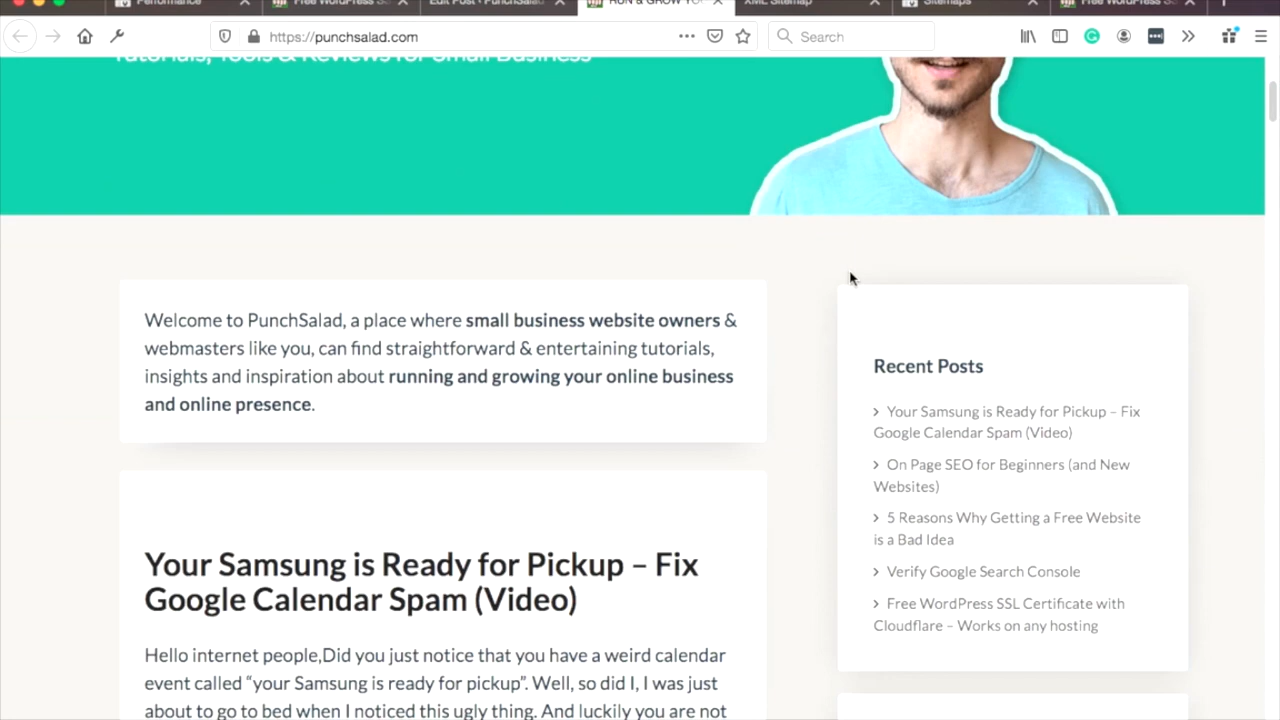 Performance
Free WordPress S
Edit Post ‹ PunchSalad
RUN & GROW YO
XML Sitemap
Sitemaps
Free WordPress S
https://punchsalad.com
Search
Tutorials, Tools & Reviews for Small Business
Welcome to PunchSalad, a place where small business website owners &
webmasters like you, can find straightforward & entertaining tutorials,
insights and inspiration about running and growing your online business
and online presence.
Your Samsung is Ready for Pickup – Fix
Google Calendar Spam (Video)
Hello internet people,Did you just notice that you have a weird calendar
event called “your Samsung is ready for pickup”. Well, so did I, I was just
about to go to bed when I noticed this ugly thing. And luckily you are not
Recent Posts
Your Samsung is Ready for Pickup – Fix
Google Calendar Spam (Video)
On Page SEO for Beginners (and New
Websites)
5 Reasons Why Getting a Free Website
is a Bad Idea
Verify Google Search Console
Free WordPress SSL Certificate with
Cloudflare – Works on any hosting